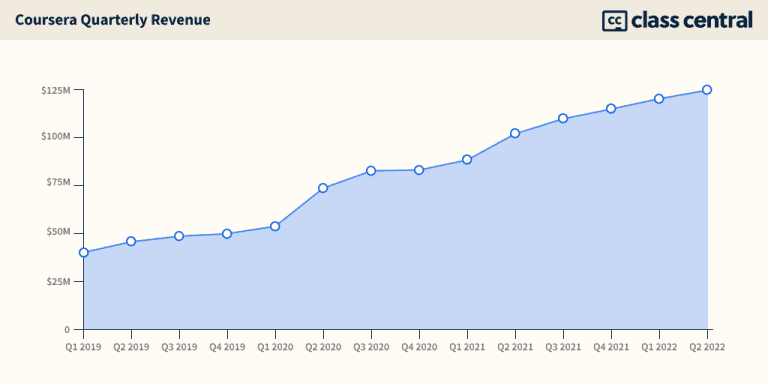 Coursera Quarterly Revenue
cc class central
$125M
$100M
$75M
$50M
$25M
0
Q1 2019 Q2 2019 Q3 2019 Q4 2019 Q1 2020 Q2 2020 Q3 2020 Q4 2020 Q1 2021 Q2 2021 Q3 2021 Q4 2021 Q1 2022 Q2 2022